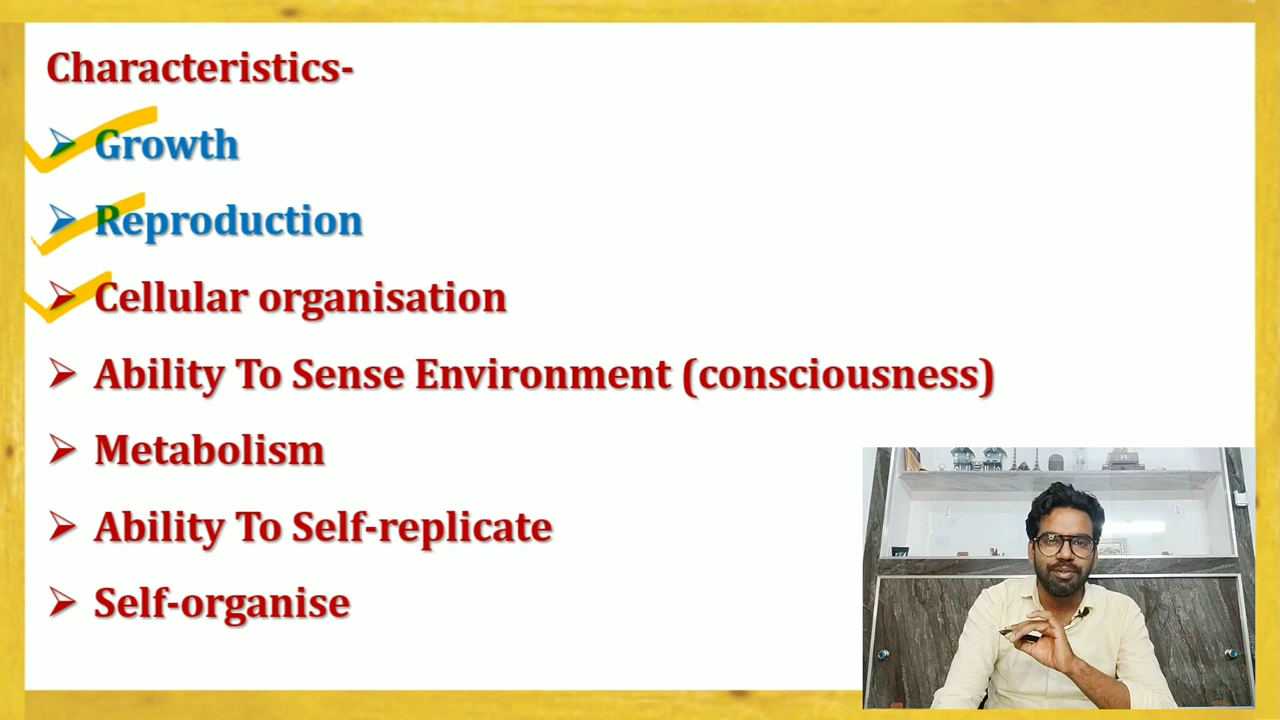 Characteristics-
Growth
Reproduction
Cellular organisation
Ability To Sense Environment (consciousness)
Metabolism
Ability To Self-replicate
Self-organise